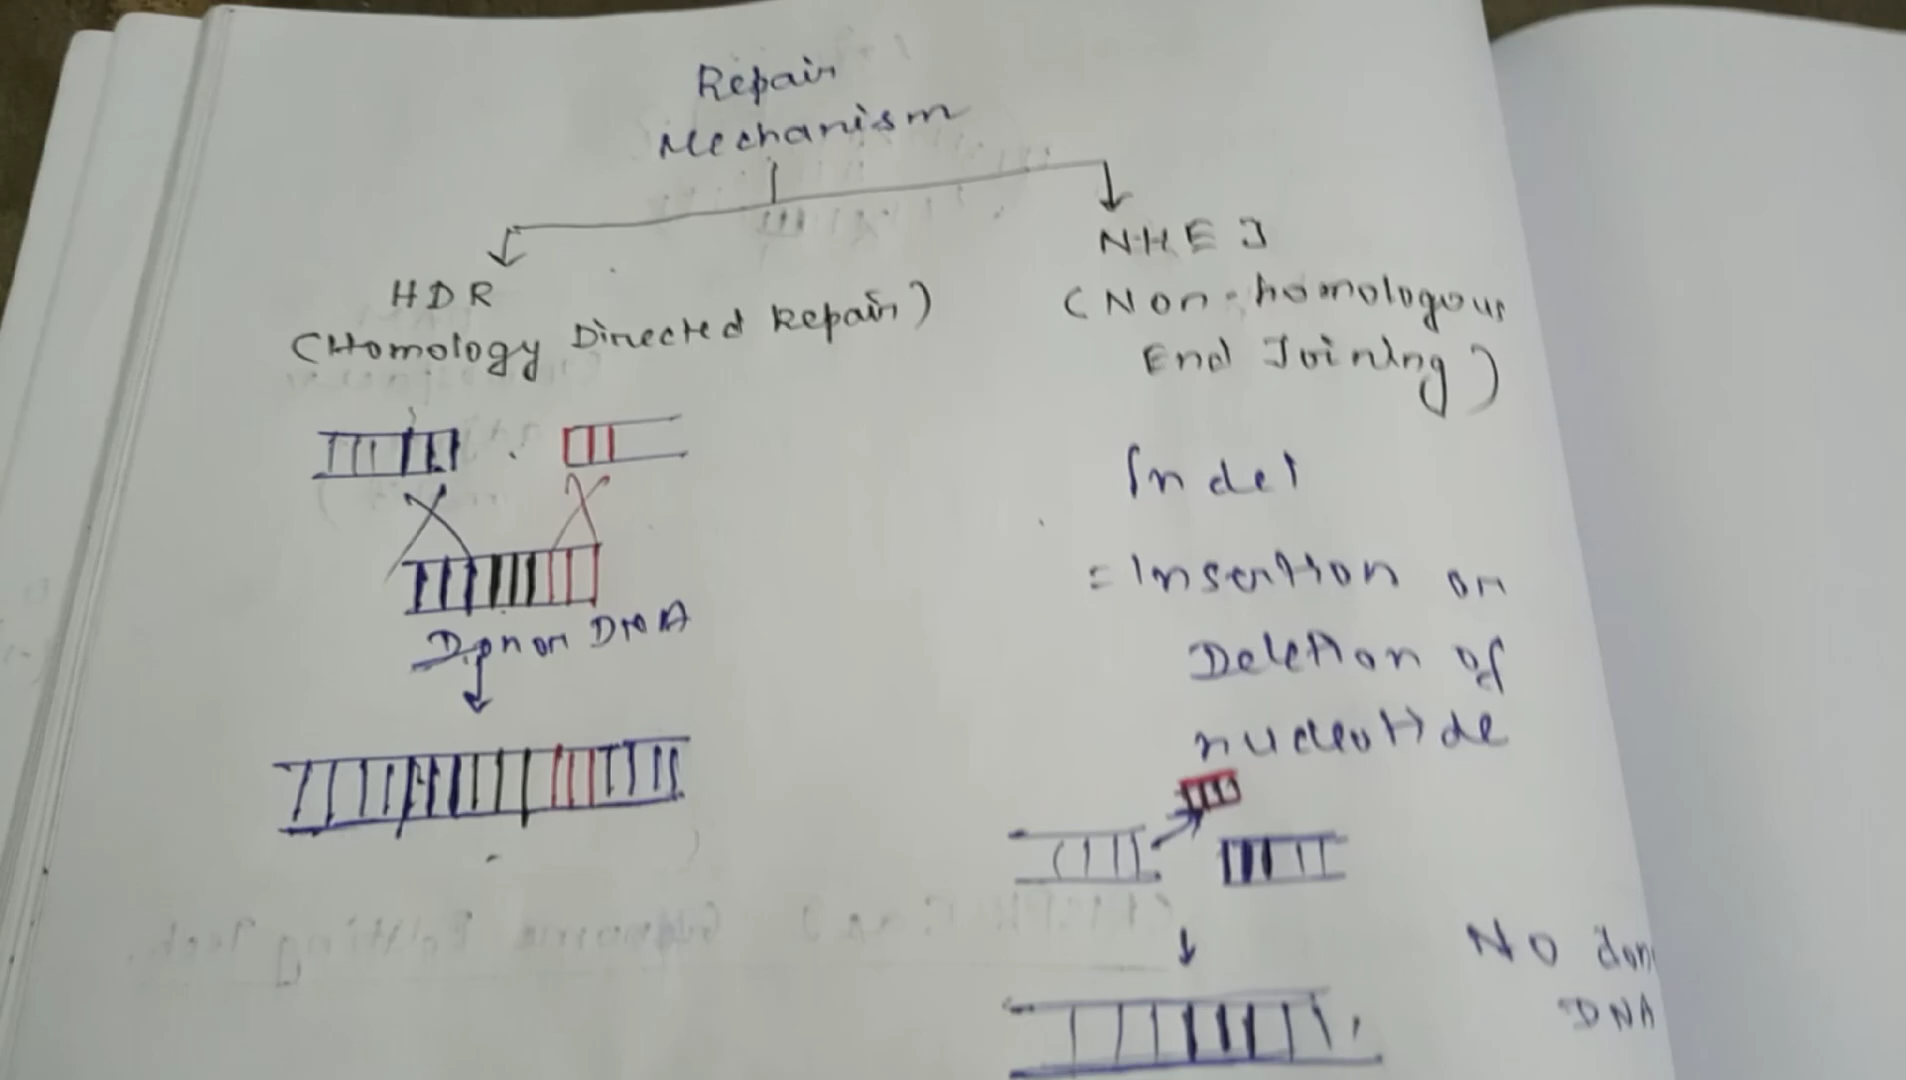 Repair
Mechanism
HDR
(Homology Directed Repair)
NHEJ
(Non-homologous
End Joining)
Indel
= Insertion or
Deletion of
nucleotide
Donor DNA
No don
DNA